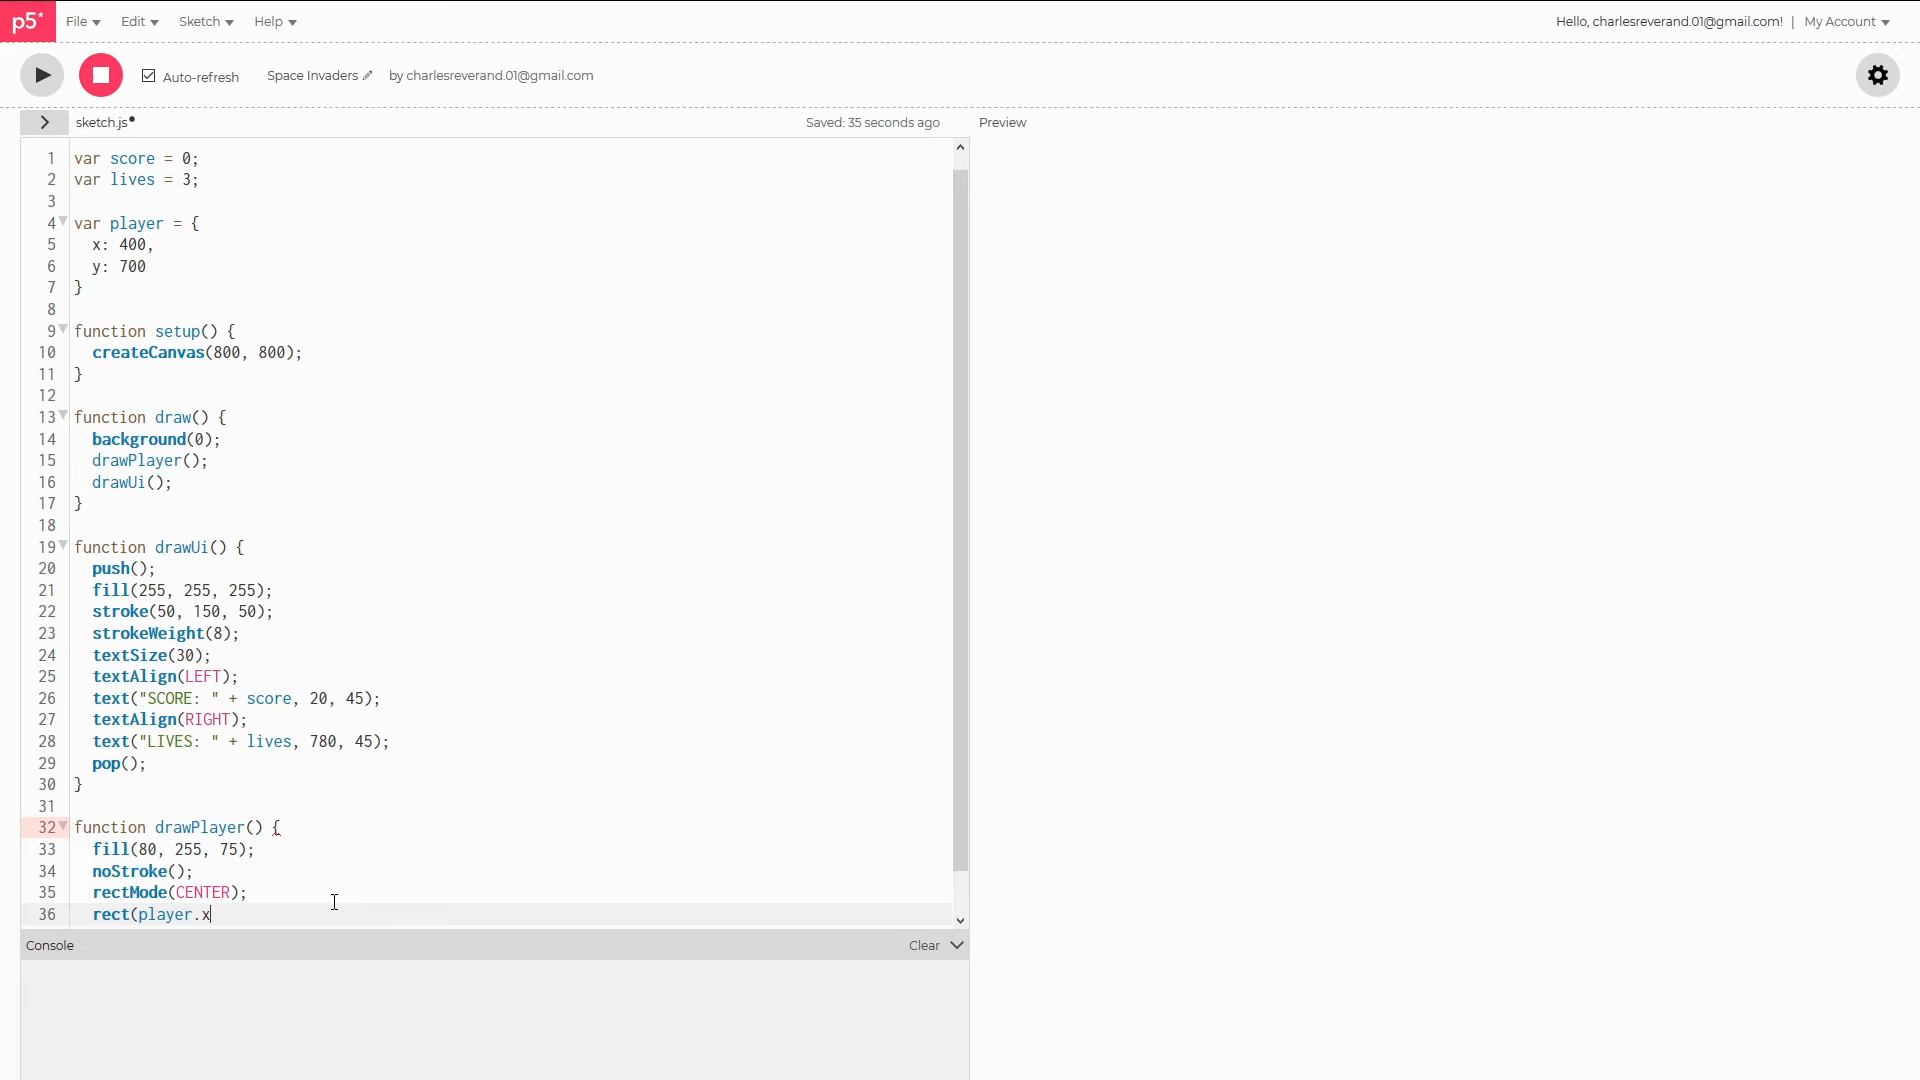 p5* File Edit Sketch Help Hello, charlesreverand.01@gmail.com! | My Account
Auto-refresh Space Invaders by charlesreverand.01@gmail.com
sketch.js Saved: 35 seconds ago Preview
1 var score = 0;
2 var lives = 3;
3
4 var player = {
5 x: 400,
6 y: 700
7 }
8
9 function setup() {
10 createCanvas(800, 800);
11 }
12
13 function draw() {
14 background(0);
15 drawPlayer();
16 drawUi();
17 }
18
19 function drawUi() {
20 push();
21 fill(255, 255, 255);
22 stroke(50, 150, 50);
23 strokeWeight(8);
24 textSize(30);
25 textAlign(LEFT);
26 text("SCORE: " + score, 20, 45);
27 textAlign(RIGHT);
28 text("LIVES: " + lives, 780, 45);
29 pop();
30 }
31
32 function drawPlayer() {
33 fill(80, 255, 75);
34 noStroke();
35 rectMode(CENTER);
36 rect(player.x
Console Clear